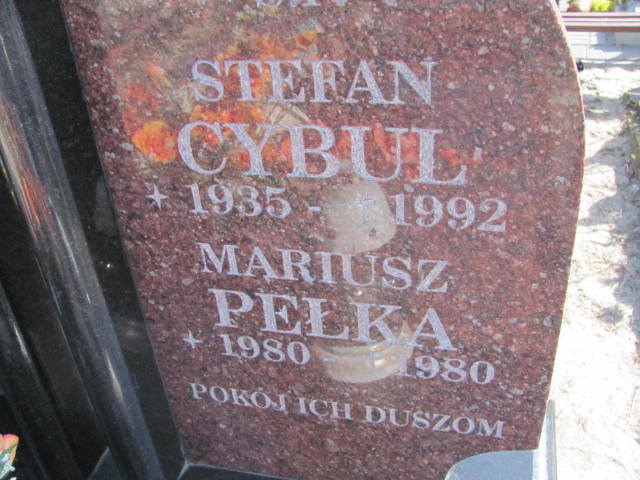 STEFAN
CYBUL
* 1935 - † 1992
MARIUSZ
PEŁKA
* 1980 1980
POKÓJ ICH DUSZOM